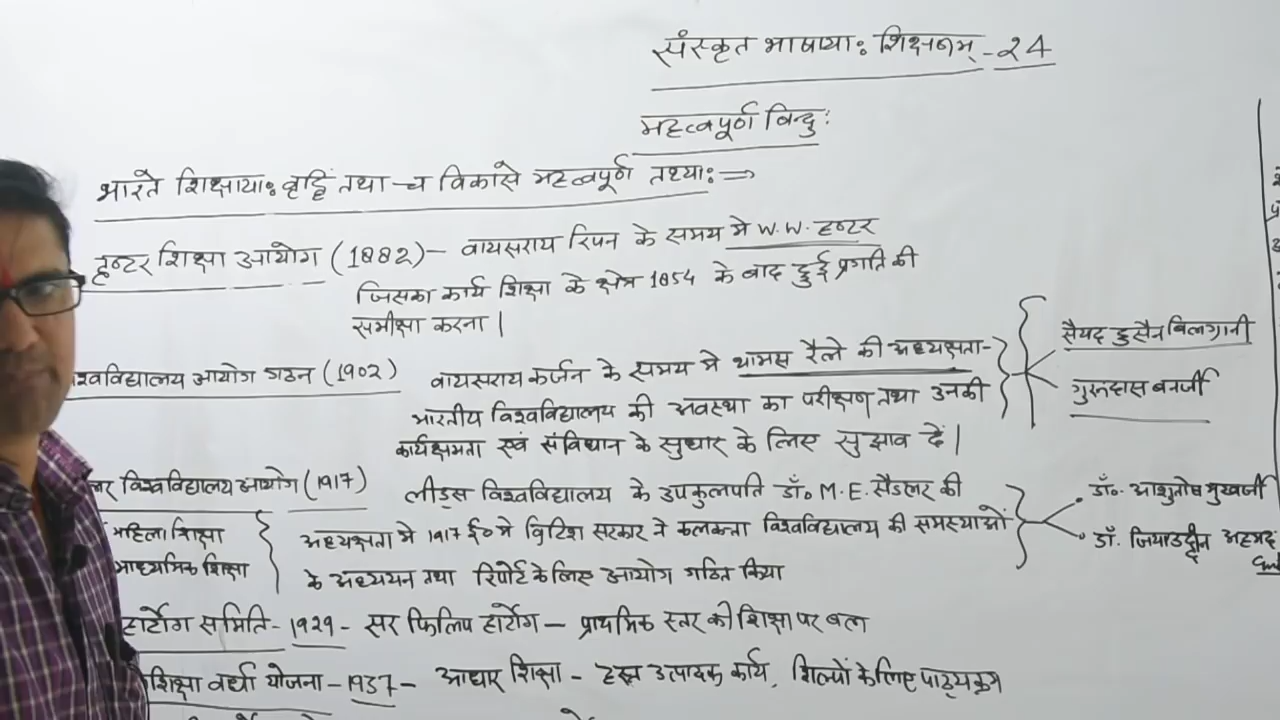 संस्कृत भाषायाः शिक्षणम् - 24
महत्वपूर्ण बिन्दुः
भारते शिक्षायाः वृद्धिं तथा च विकासे महत्वपूर्ण तथ्याः ⇒
हण्टर शिक्षा आयोग (1882) - वायसराय रिपन के समय मे W.W. हण्टर
जिसका कार्य शिक्षा के क्षेत्र 1854 के बाद हुई प्रगति की
समीक्षा करना |
श्वविद्यालय आयोग गठन (1902) वायसराय कर्जन के समय मे थामस रैले की अध्यक्षता -
सैयद हुसैन बिलग्रामी
भारतीय विश्वविद्यालय की अवस्था का परीक्षण तथा उनकी
गुरुदास बनर्जी
कार्यक्षमता एवं संविधान के सुधार के लिए सुझाव दें |
लर विश्वविद्यालय आयोग (1917) लीड्स विश्वविद्यालय के उपकुलपति डॉ० M.E. सैडलर की
डॉ० आशुतोष मुखर्जी
महिला शिक्षा
अध्यक्षता मे 1917 ई० मे ब्रिटिश सरकार ने कलकत्ता विश्वविद्यालय की समस्याओं
डॉ. जियाउद्दीन अहमद
माध्यमिक शिक्षा
के अध्ययन तथा रिपोर्ट के लिए आयोग गठित किया
हार्टोग समिति - 1929 - सर फिलिप हार्टोग - प्राथमिक स्तर की शिक्षा पर बल
शिक्षा वर्धा योजना - 1937 - आधार शिक्षा - हस्त उत्पादक कार्य, शिल्पों के लिए पाठ्यक्रम